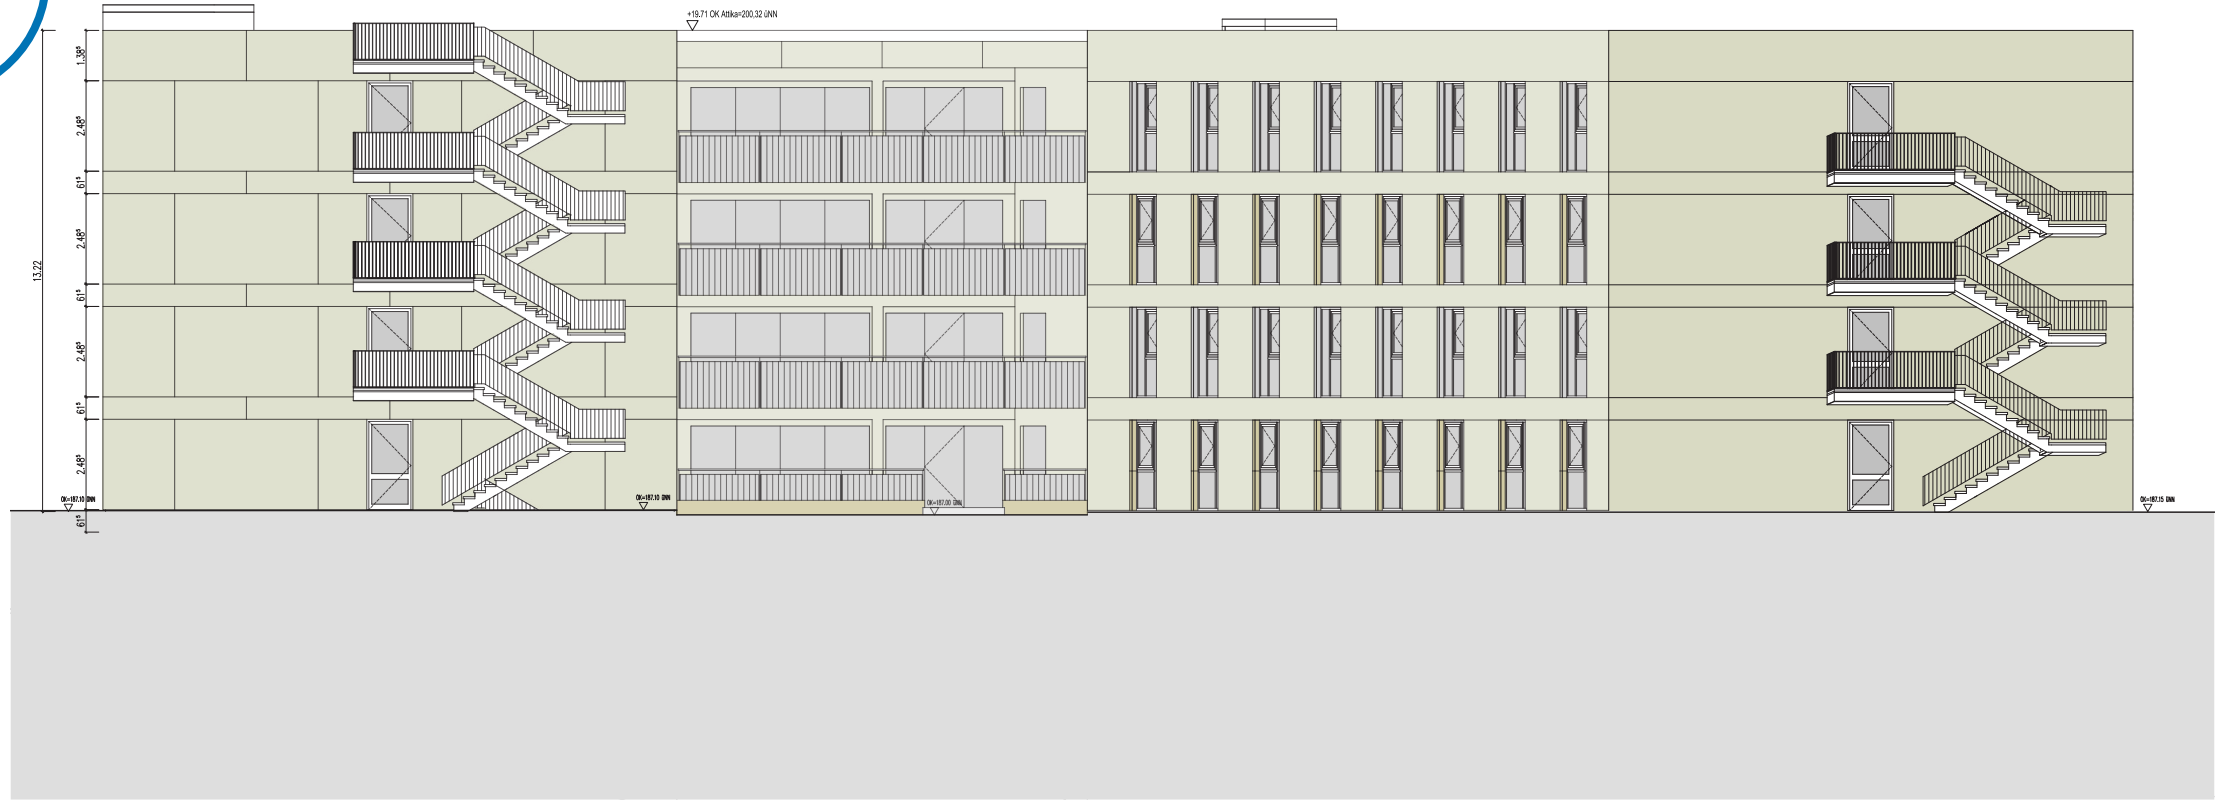 +19.71 OK Attika=200,32 üNN
1.38⁵
2.48⁵
61⁵
2.48⁵
13.22
61⁵
2.48⁵
61⁵
2.48⁵
OK=187.10 ÜNN
OK=187.10 ÜNN
OK=187.00 ÜNN
OK=187.15 ÜNN
61⁵